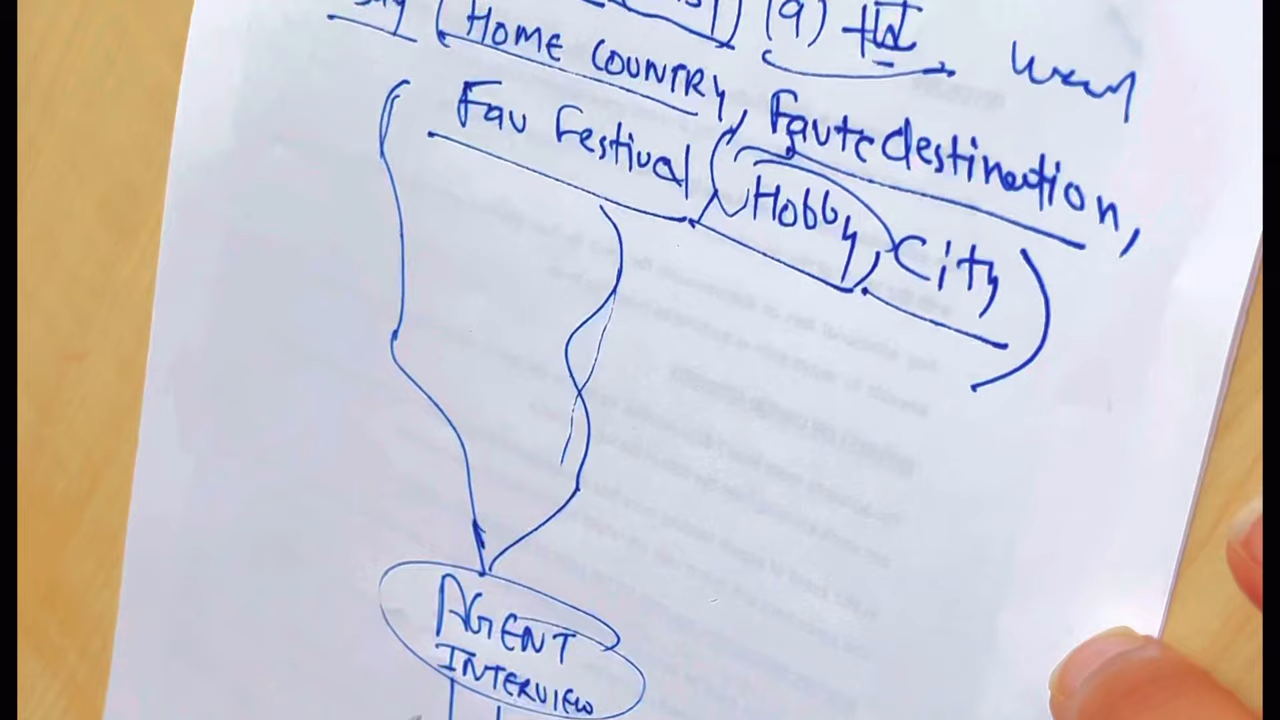 (9)
(HOME COUNTRY, Favte destination,
Fav Festival, (Hobby, City)
AGENT
INTERVIEW